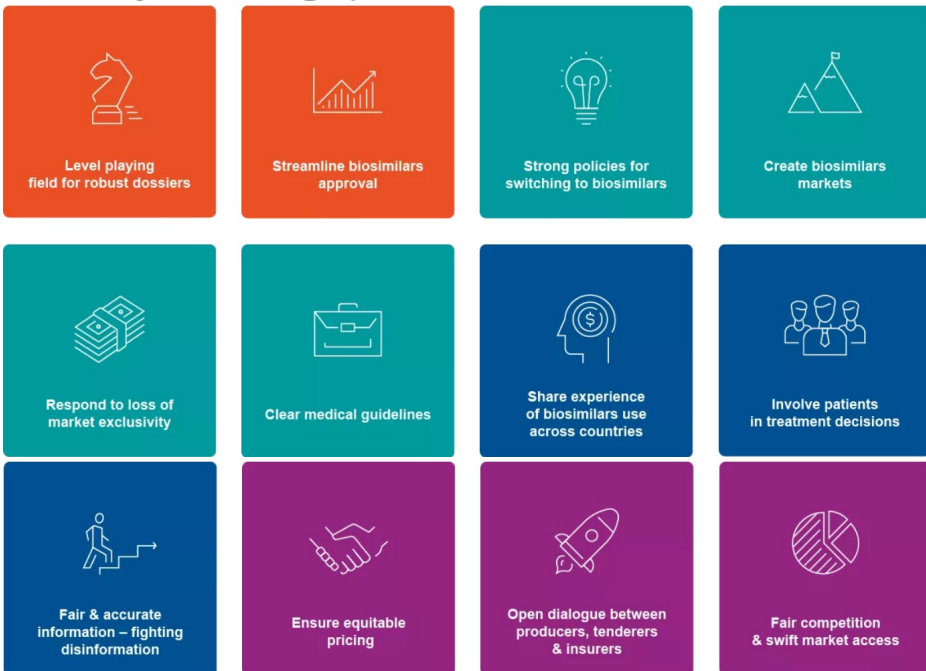 Level playing
field for robust dossiers
Streamline biosimilars
approval
Strong policies for
switching to biosimilars
Create biosimilars
markets
Respond to loss of
market exclusivity
Clear medical guidelines
Share experience
of biosimilars use
across countries
Involve patients
in treatment decisions
Fair & accurate
information – fighting
disinformation
Ensure equitable
pricing
Open dialogue between
producers, tenderers
& insurers
Fair competition
& swift market access